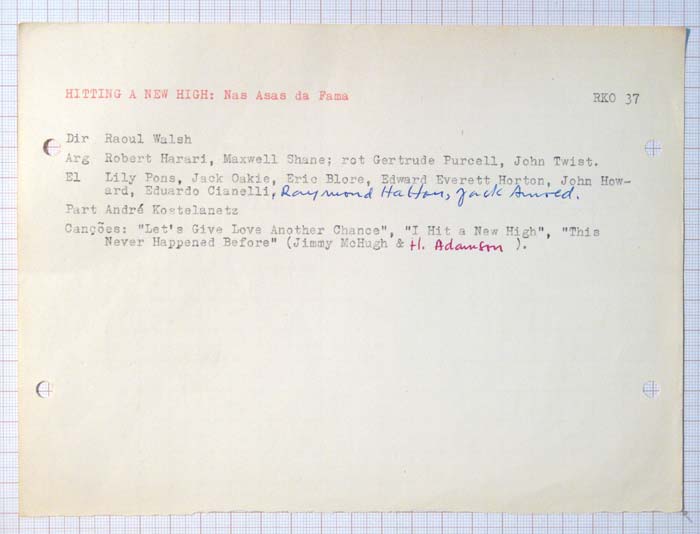 HITTING A NEW HIGH: Nas Asas da Fama RKO 37
Dir Raoul Walsh
Arg Robert Harari, Maxwell Shane; rot Gertrude Purcell, John Twist.
El Lily Pons, Jack Oakie, Eric Blore, Edward Everett Horton, John How-
ard, Eduardo Cianelli, Raymond Hatton, Jack Arnold.
Part André Kostelanetz
Canções: "Let's Give Love Another Chance", "I Hit a New High", "This
Never Happened Before" (Jimmy McHugh & H. Adamson ).